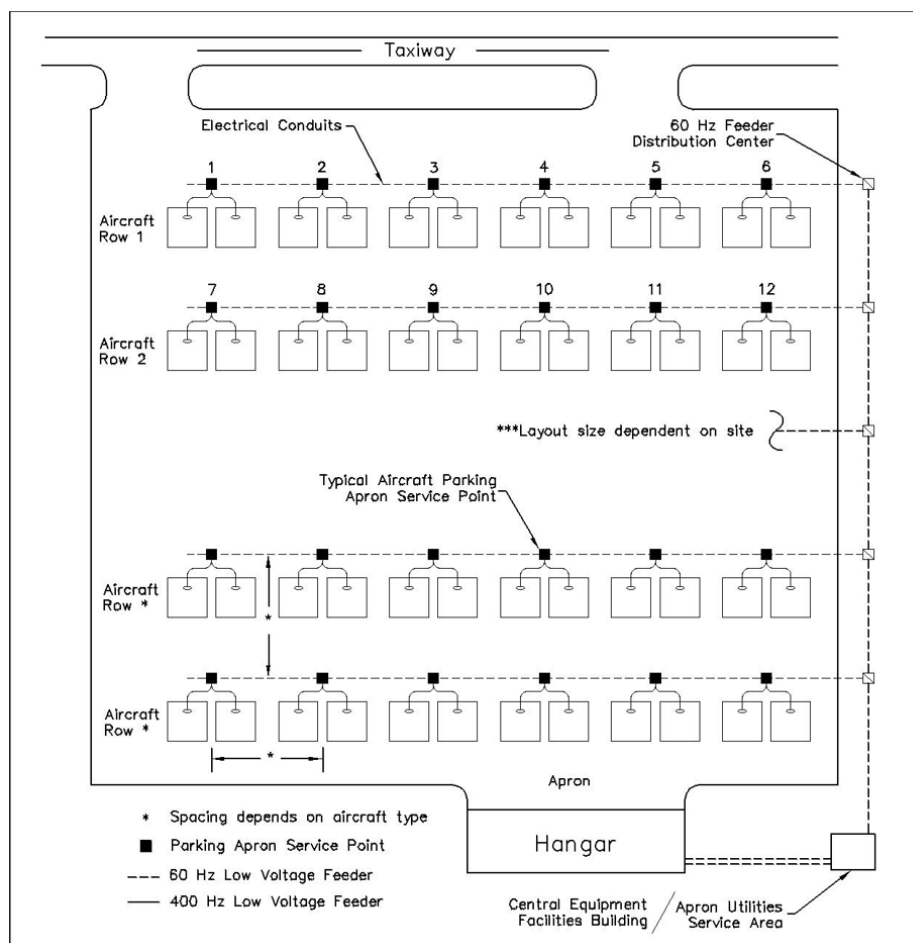 Taxiway
Electrical Conduits
60 Hz Feeder
Distribution Center
1 2 3 4 5 6
Aircraft
Row 1
7 8 9 10 11 12
Aircraft
Row 2
***Layout size dependent on site
Typical Aircraft Parking
Apron Service Point
Aircraft
Row *
*
Aircraft
Row *
*
Apron
* Spacing depends on aircraft type
Parking Apron Service Point
60 Hz Low Voltage Feeder
400 Hz Low Voltage Feeder
Hangar
Central Equipment
Facilities Building
Apron Utilities
Service Area